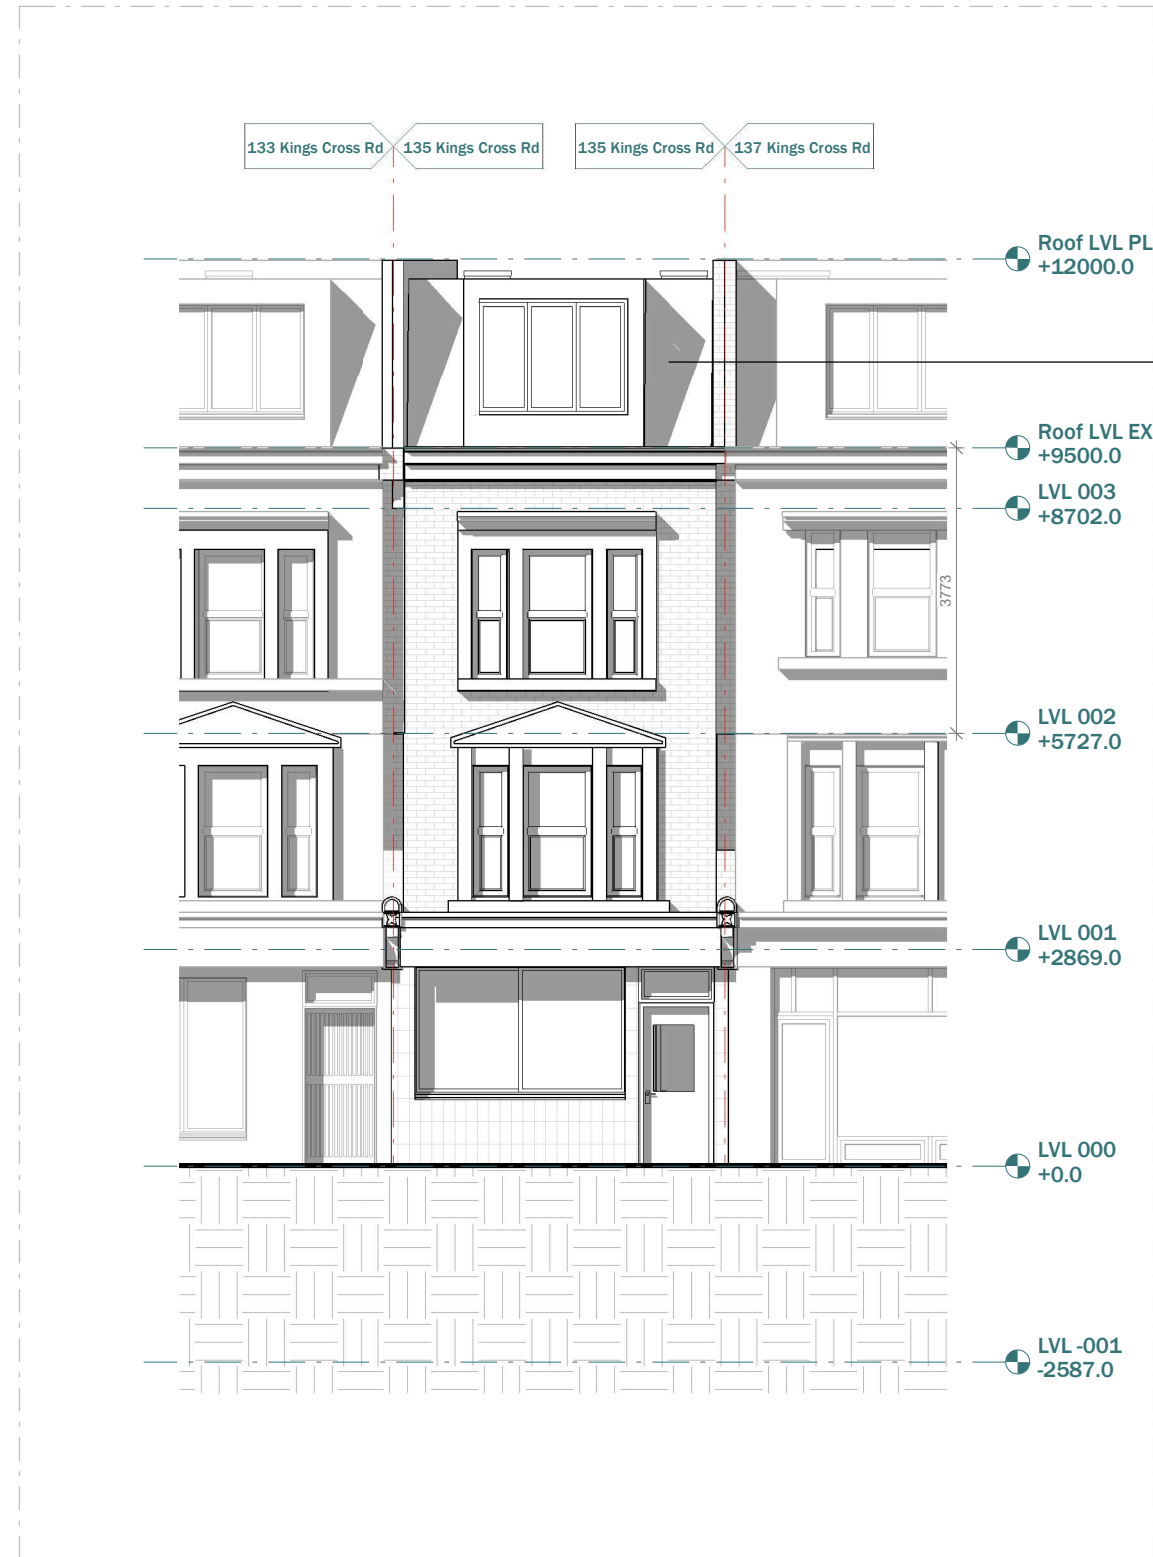 133 Kings Cross Rd
135 Kings Cross Rd
135 Kings Cross Rd
137 Kings Cross Rd
Roof LVL PL
+12000.0
Roof LVL EX
+9500.0
LVL 003
+8702.0
3773
LVL 002
+5727.0
LVL 001
+2869.0
LVL 000
+0.0
LVL -001
-2587.0